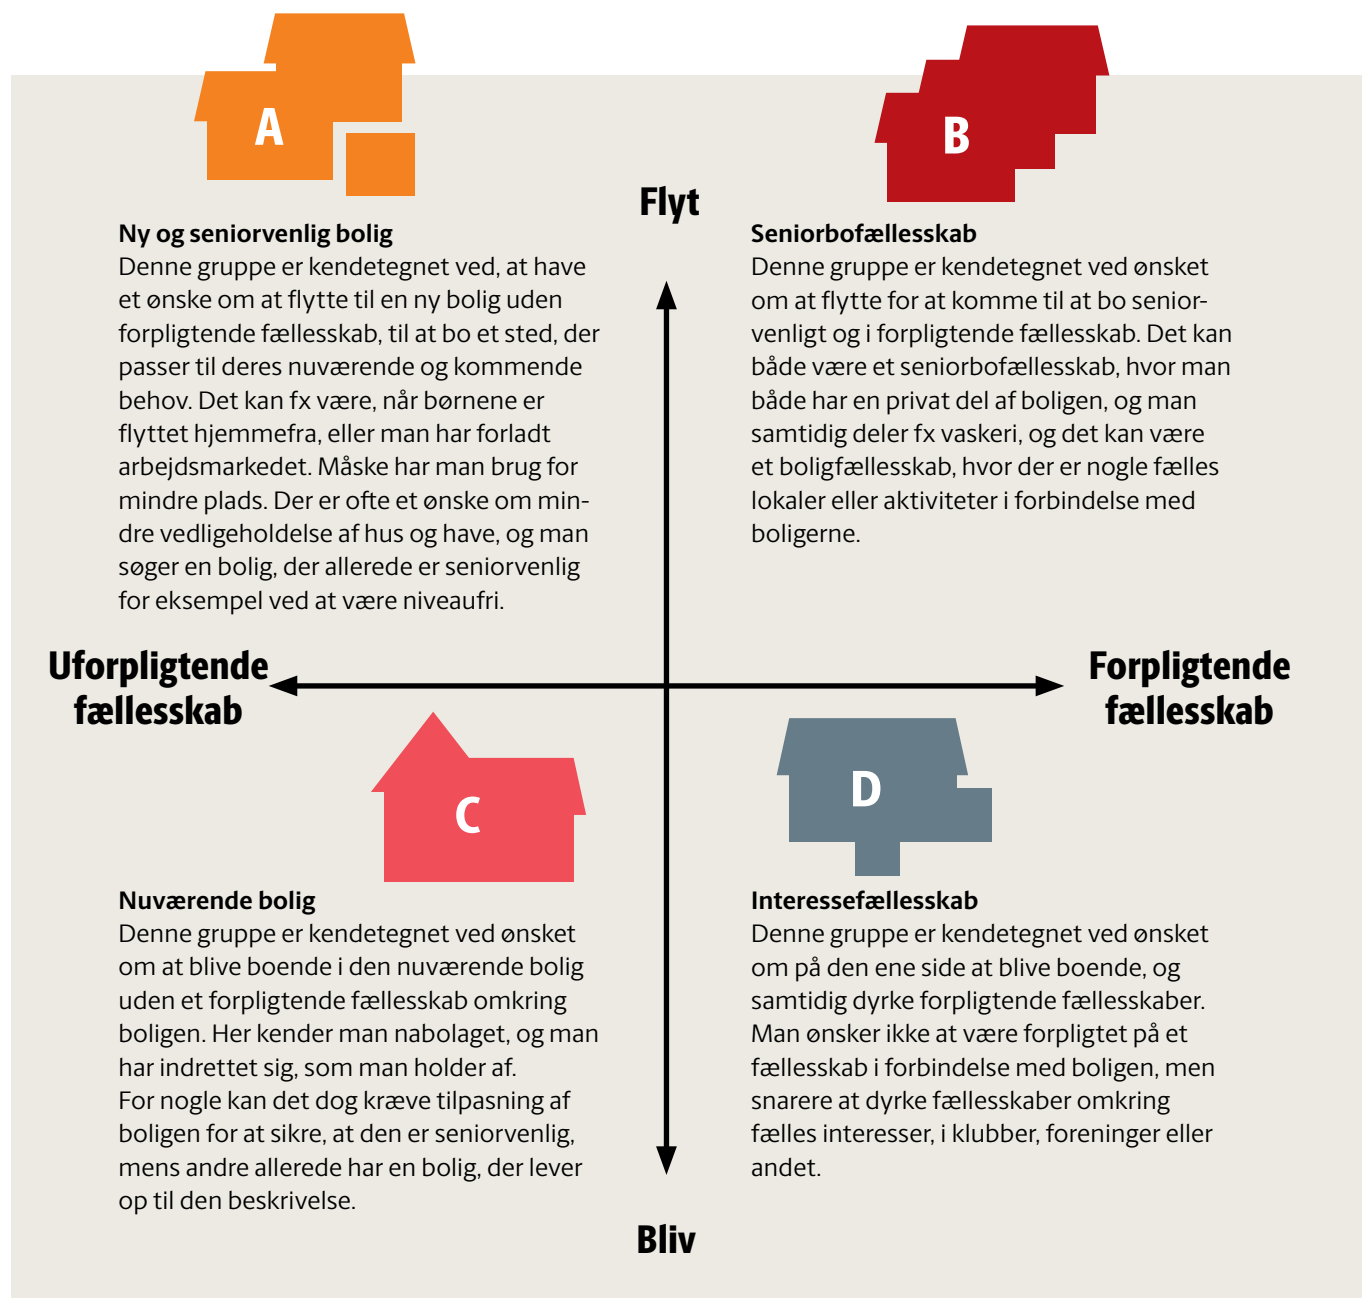 A
B
Flyt
Ny og seniorvenlig bolig
Denne gruppe er kendetegnet ved, at have
et ønske om at flytte til en ny bolig uden
forpligtende fællesskab, til at bo et sted, der
passer til deres nuværende og kommende
behov. Det kan fx være, når børnene er
flyttet hjemmefra, eller man har forladt
arbejdsmarkedet. Måske har man brug for
mindre plads. Der er ofte et ønske om min-
dre vedligeholdelse af hus og have, og man
søger en bolig, der allerede er seniorvenlig
for eksempel ved at være niveaufri.
Seniorbofællesskab
Denne gruppe er kendetegnet ved ønsket
om at flytte for at komme til at bo senior-
venligt og i forpligtende fællesskab. Det kan
både være et seniorbofællesskab, hvor man
både har en privat del af boligen, og man
samtidig deler fx vaskeri, og det kan være
et boligfællesskab, hvor der er nogle fælles
lokaler eller aktiviteter i forbindelse med
boligerne.
Uforpligtende
fællesskab
Forpligtende
fællesskab
C
D
Nuværende bolig
Denne gruppe er kendetegnet ved ønsket
om at blive boende i den nuværende bolig
uden et forpligtende fællesskab omkring
boligen. Her kender man nabolaget, og man
har indrettet sig, som man holder af.
For nogle kan det dog kræve tilpasning af
boligen for at sikre, at den er seniorvenlig,
mens andre allerede har en bolig, der lever
op til den beskrivelse.
Interessefællesskab
Denne gruppe er kendetegnet ved ønsket
om på den ene side at blive boende, og
samtidig dyrke forpligtende fællesskaber.
Man ønsker ikke at være forpligtet på et
fællesskab i forbindelse med boligen, men
snarere at dyrke fællesskaber omkring
fælles interesser, i klubber, foreninger eller
andet.
Bliv